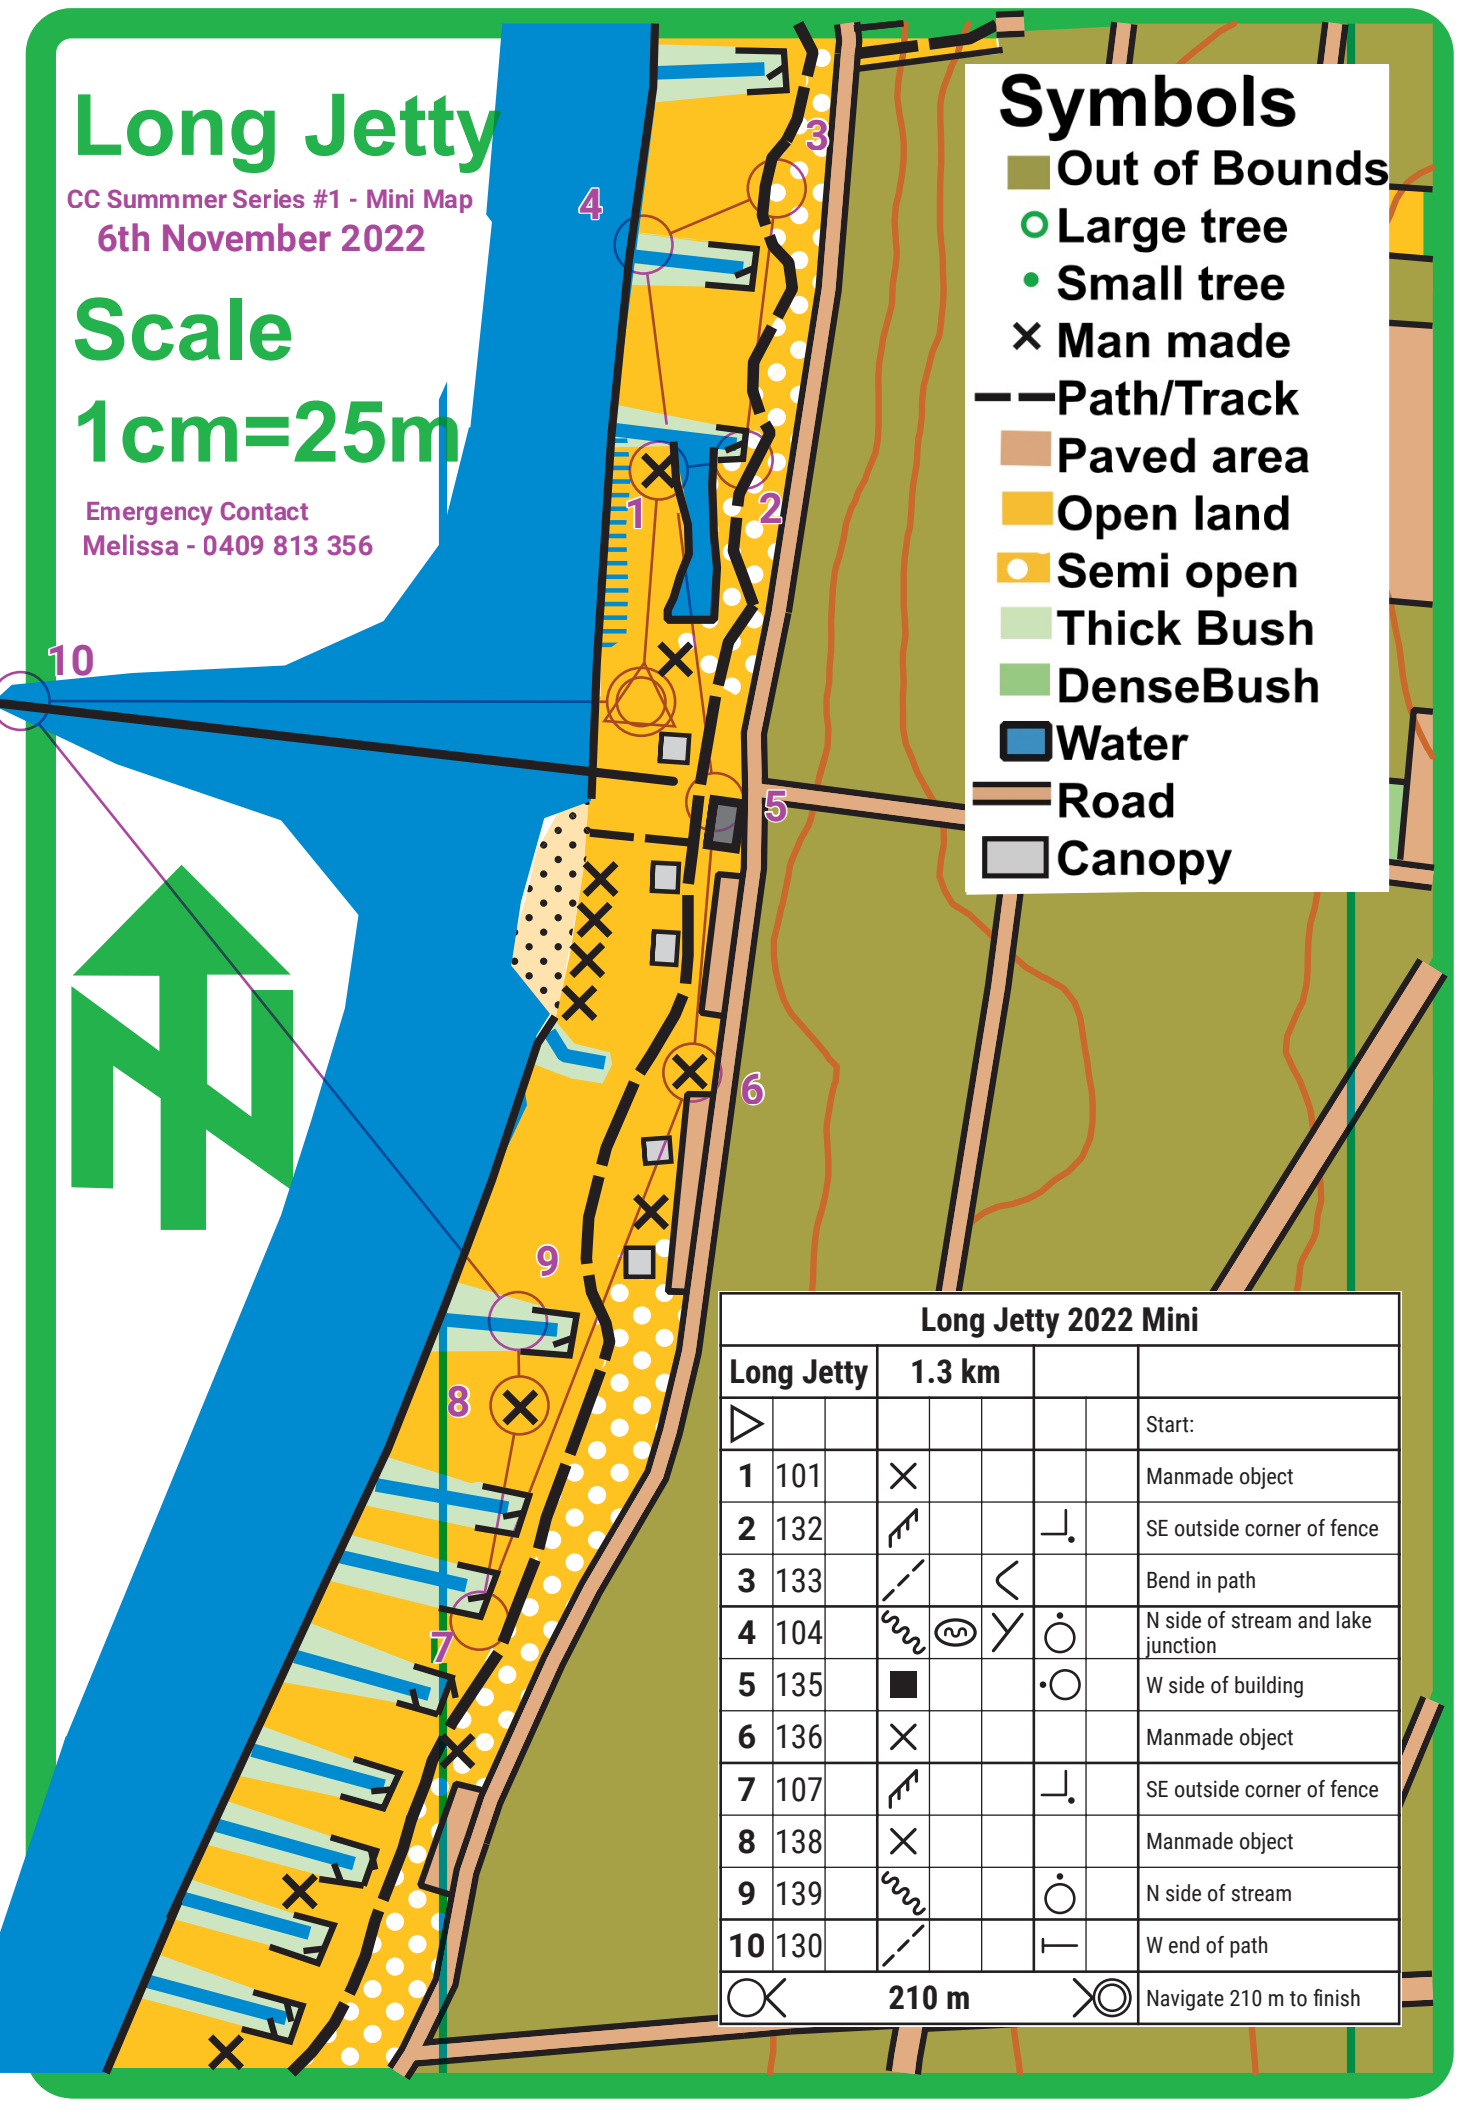 Long Jetty
CC Summmer Series #1 - Mini Map
6th November 2022
Scale
1cm=25m
Emergency Contact
Melissa - 0409 813 356
Symbols
Out of Bounds
Large tree
Small tree
Man made
Path/Track
Paved area
Open land
Semi open
Thick Bush
DenseBush
Water
Road
Canopy
3
4
1
2
10
5
6
9
8
7
N
Long Jetty 2022 Mini
Long Jetty 1.3 km
Start:
1 101 Manmade object
2 132 SE outside corner of fence
3 133 Bend in path
4 104 N side of stream and lake
junction
5 135 W side of building
6 136 Manmade object
7 107 SE outside corner of fence
8 138 Manmade object
9 139 N side of stream
10 130 W end of path
210 m Navigate 210 m to finish